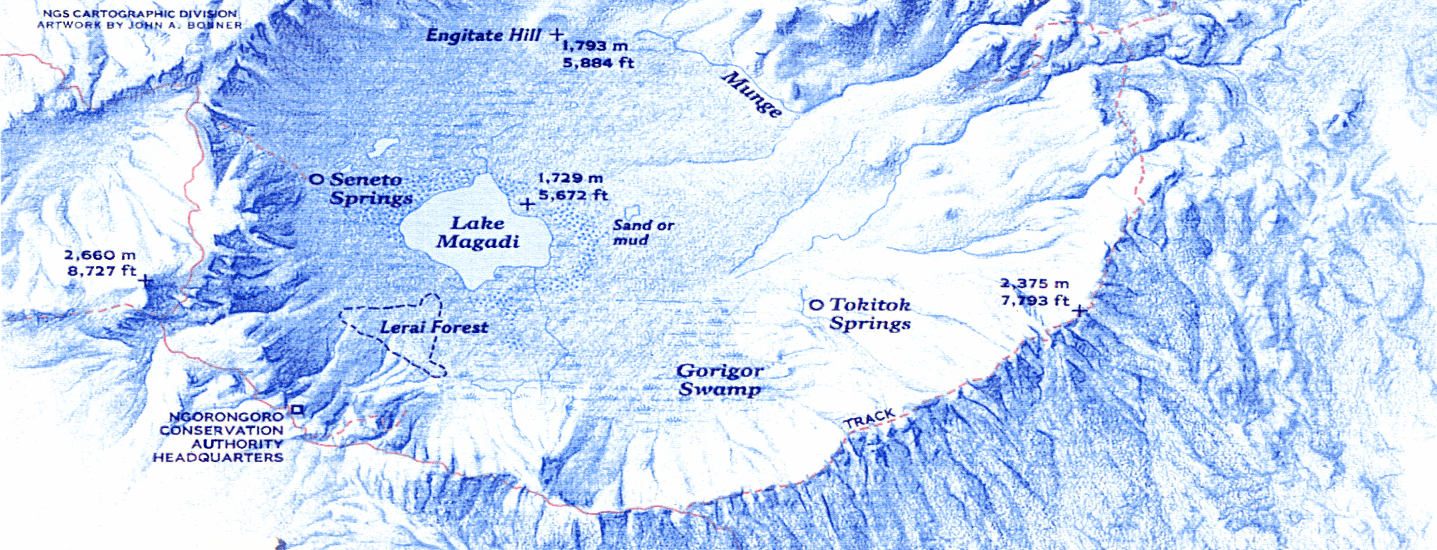 NGS CARTOGRAPHIC DIVISION
ARTWORK BY JOHN A. BONNER
Engitate Hill
1,793 m
5,884 ft
Munge
Seneto
Springs
1,729 m
5,672 ft
Lake
Magadi
Sand or
mud
2,660 m
8,727 ft
2,375 m
7,793 ft
Tokitok
Springs
Lerai Forest
Gorigor
Swamp
TRACK
NGORONGORO
CONSERVATION
AUTHORITY
HEADQUARTERS